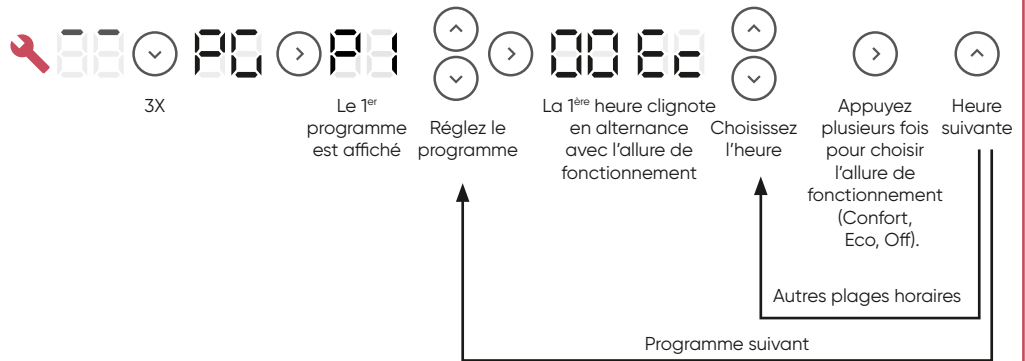 PG P1 00 Ec
3X
Le 1er
programme
est affiché
Réglez le
programme
La 1ère heure clignote
en alternance
avec l'allure de
fonctionnement
Choisissez
l'heure
Appuyez
plusieurs fois
pour choisir
l'allure de
fonctionnement
(Confort,
Eco, Off).
Heure
suivante
Autres plages horaires
Programme suivant